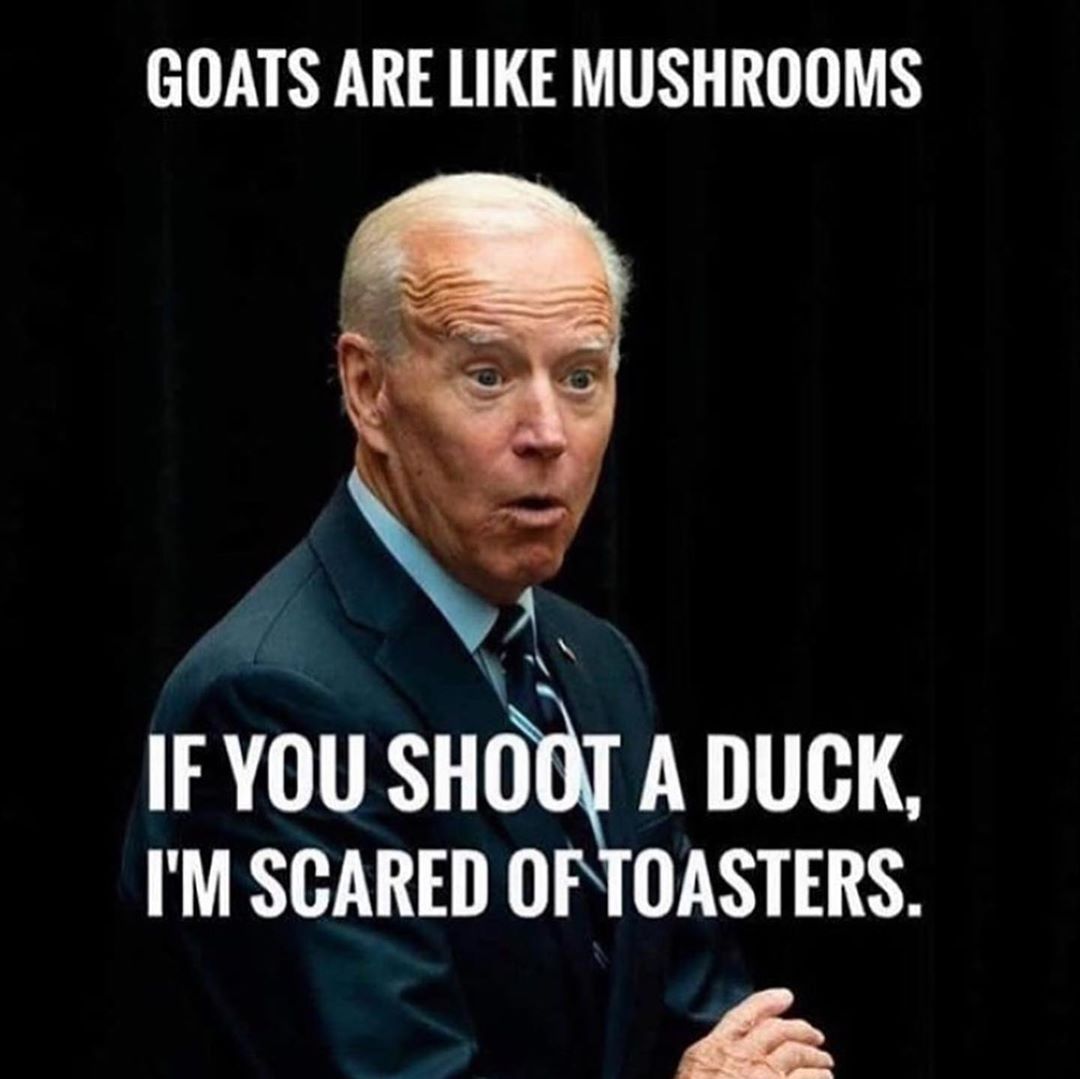 GOATS ARE LIKE MUSHROOMS
IF YOU SHOOT A DUCK,
I'M SCARED OF TOASTERS.